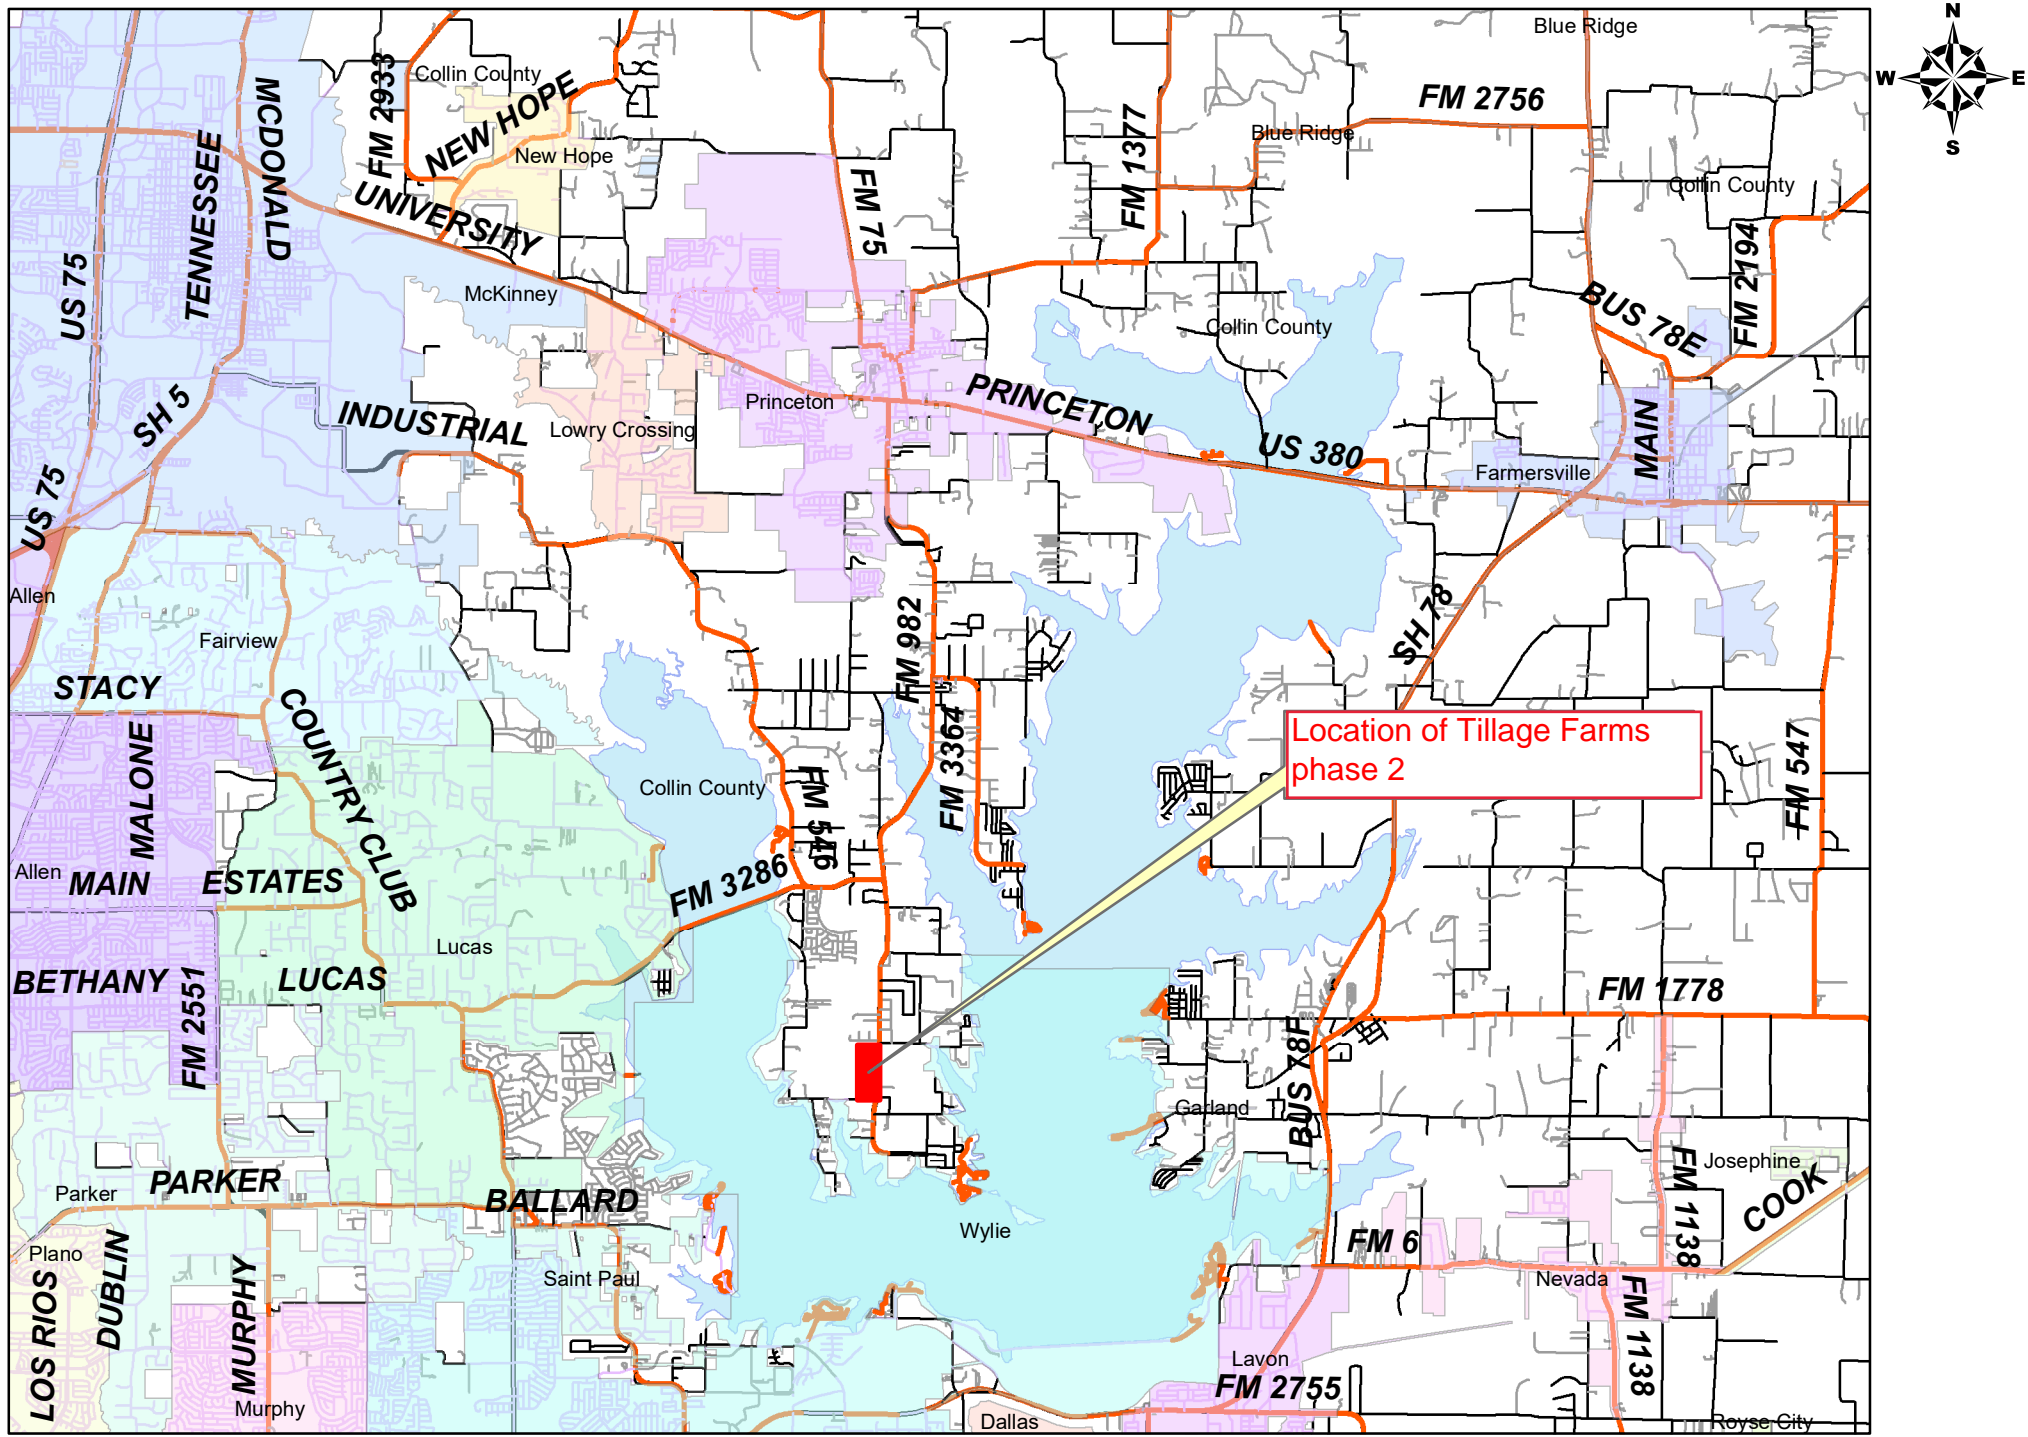 N
W E
S
Blue Ridge
Collin County
FM 2933
NEW HOPE
New Hope
MCDONALD
TENNESSEE
UNIVERSITY
US 75
McKinney
FM 75
FM 1377
Blue Ridge
FM 2756
Collin County
FM 2194
BUS 78E
Collin County
SH 5
INDUSTRIAL
Lowry Crossing
Princeton
PRINCETON
US 380
Farmersville
MAIN
US 75
Allen
Fairview
STACY
COUNTRY CLUB
MALONE
FM 982
FM 3364
SH 78
Location of Tillage Farms
phase 2
FM 547
Collin County
FM 546
FM 3286
Allen
MAIN
ESTATES
Lucas
LUCAS
BETHANY
FM 2551
FM 1778
BUS 78F
Garland
Josephine
COOK
FM 1138
Parker
PARKER
BALLARD
Wylie
Plano
LOS RIOS
DUBLIN
MURPHY
Saint Paul
FM 6
Nevada
FM 1138
Lavon
FM 2755
Murphy
Dallas
Royse City